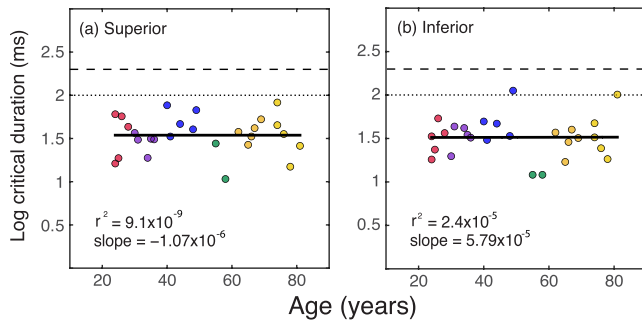 (a) Superior
(b) Inferior
Log critical duration (ms)
2.5
2
1.5
1
0.5
2.5
2
1.5
1
0.5
r² = 9.1x10⁻⁹
slope = −1.07x10⁻⁶
r² = 2.4x10⁻⁵
slope = 5.79x10⁻⁵
20 40 60 80
20 40 60 80
Age (years)